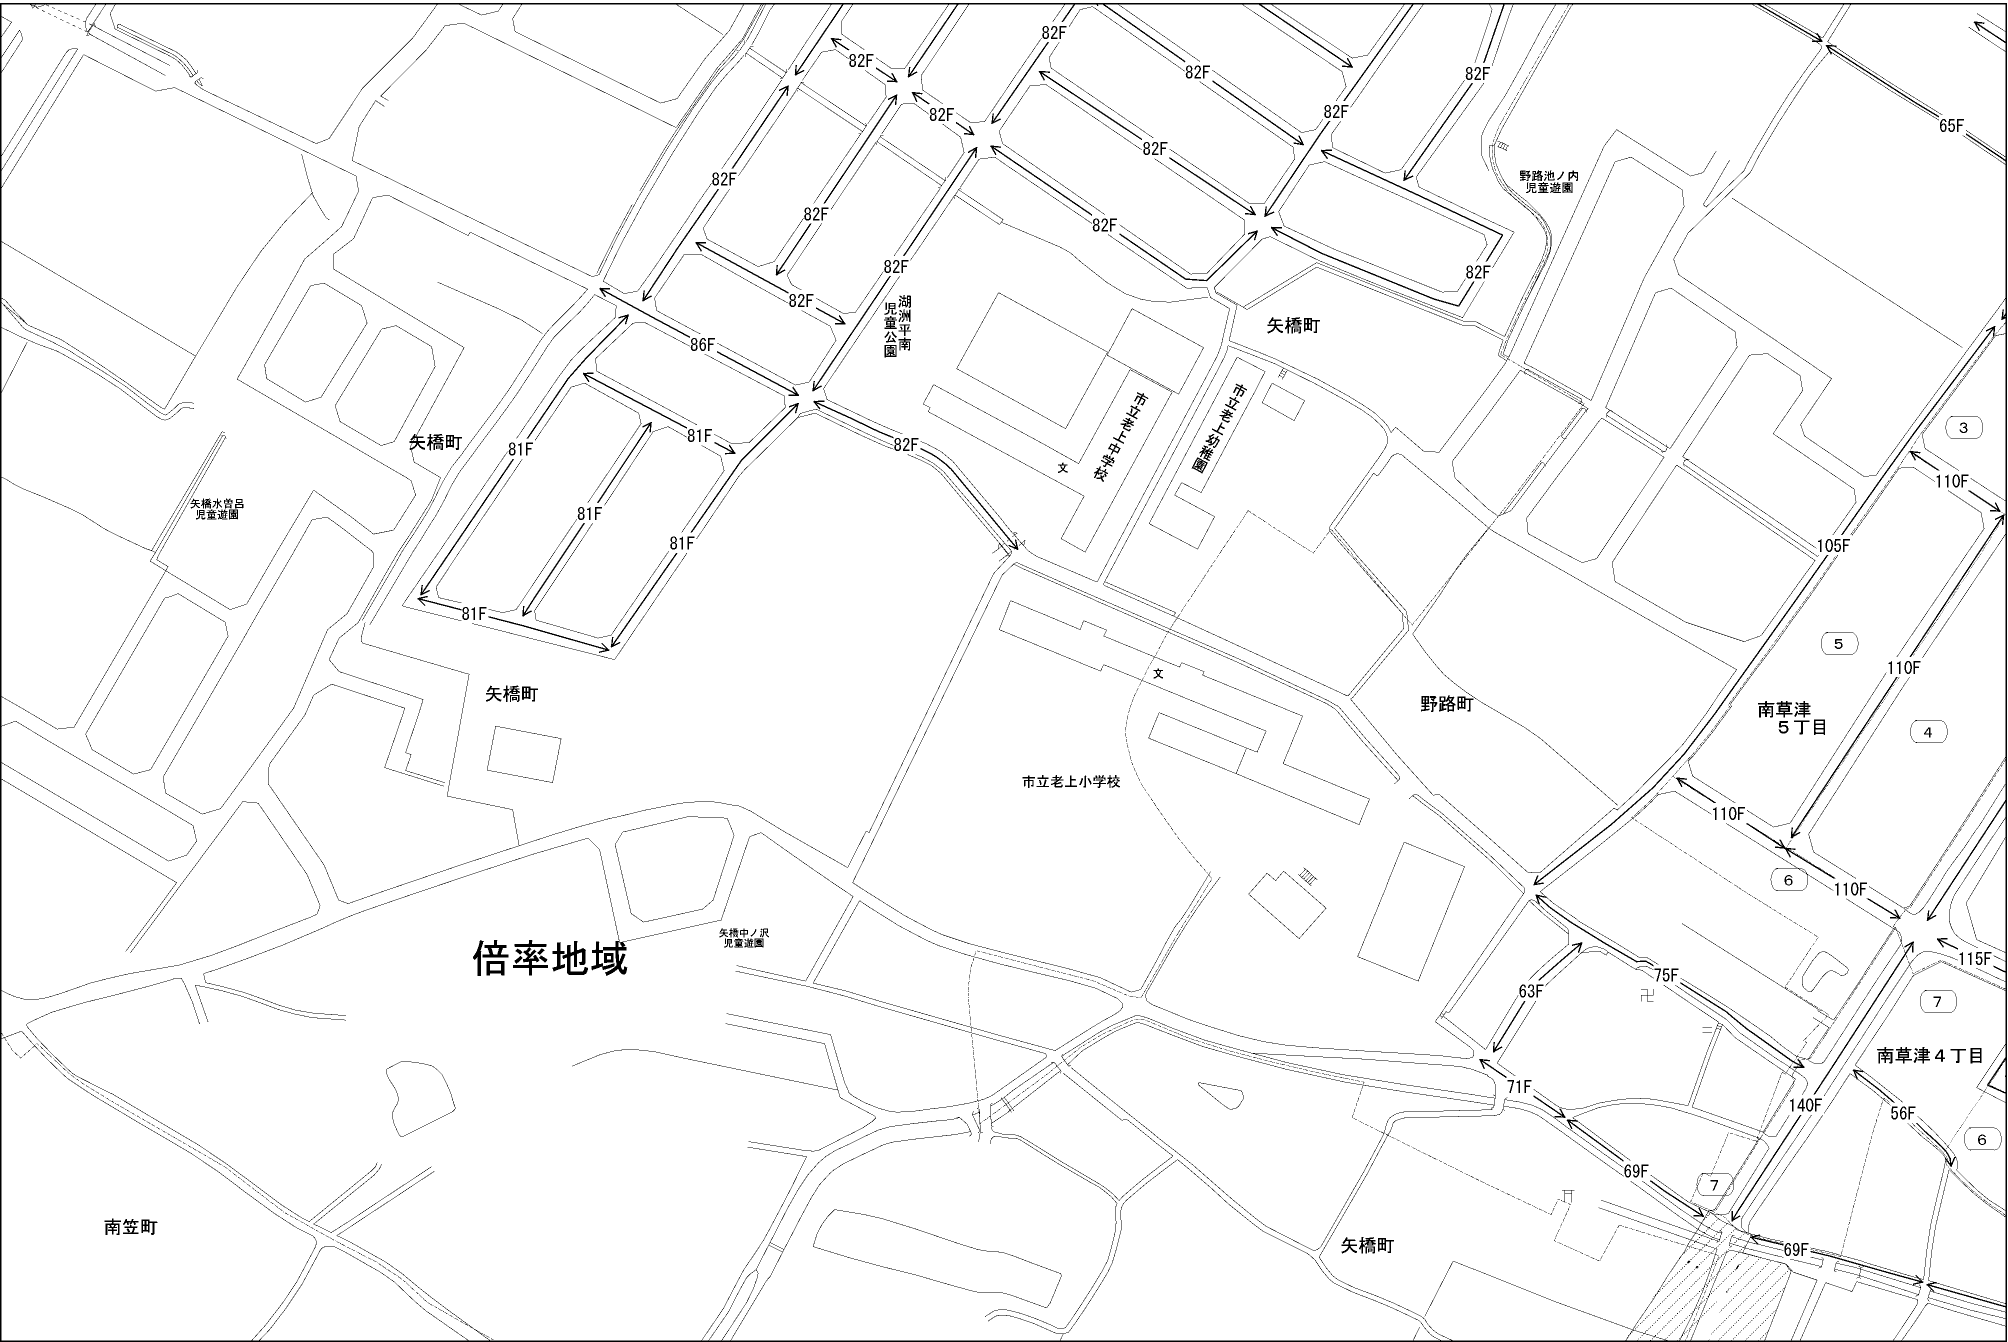 82F
82F
82F
82F
82F
82F
82F
82F
65F
82F
82F
82F
82F
野路池ノ内
児童遊園
82F
82F
82F
82F
湖洲平南
児童公園
矢橋町
86F
市立老上中学校
市立老上幼稚園
文
81F
81F
82F
矢橋町
3
110F
矢橋水曽呂
児童遊園
81F
81F
105F
81F
5
110F
矢橋町
文
野路町
南草津
5丁目
4
市立老上小学校
110F
6
110F
倍率地域
矢橋中ノ沢
児童遊園
115F
75F
63F
卍
7
南草津4丁目
71F
140F
56F
6
69F
7
南笠町
矢橋町
69F